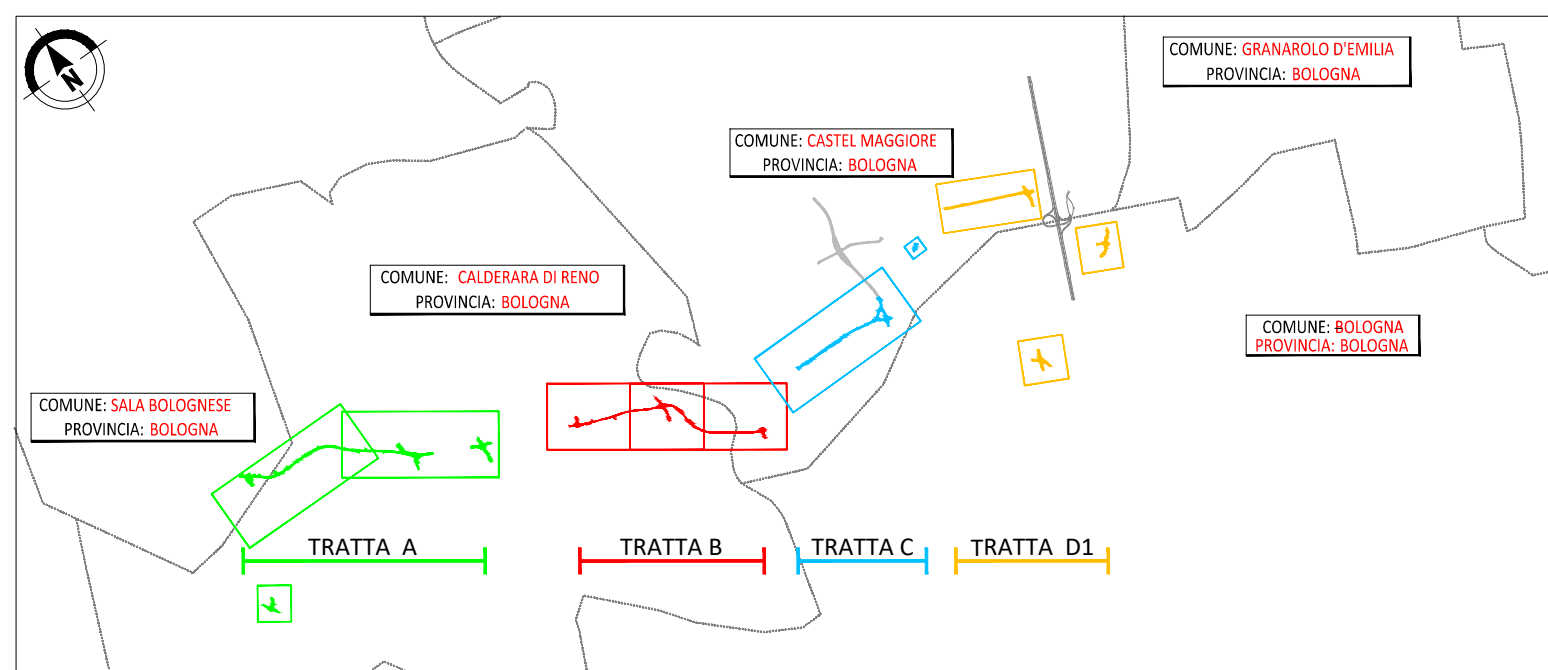 N
COMUNE: GRANAROLO D'EMILIA
PROVINCIA: BOLOGNA
COMUNE: CASTEL MAGGIORE
PROVINCIA: BOLOGNA
COMUNE: CALDERARA DI RENO
PROVINCIA: BOLOGNA
COMUNE: BOLOGNA
PROVINCIA: BOLOGNA
COMUNE: SALA BOLOGNESE
PROVINCIA: BOLOGNA
TRATTA A
TRATTA B
TRATTA C
TRATTA D1